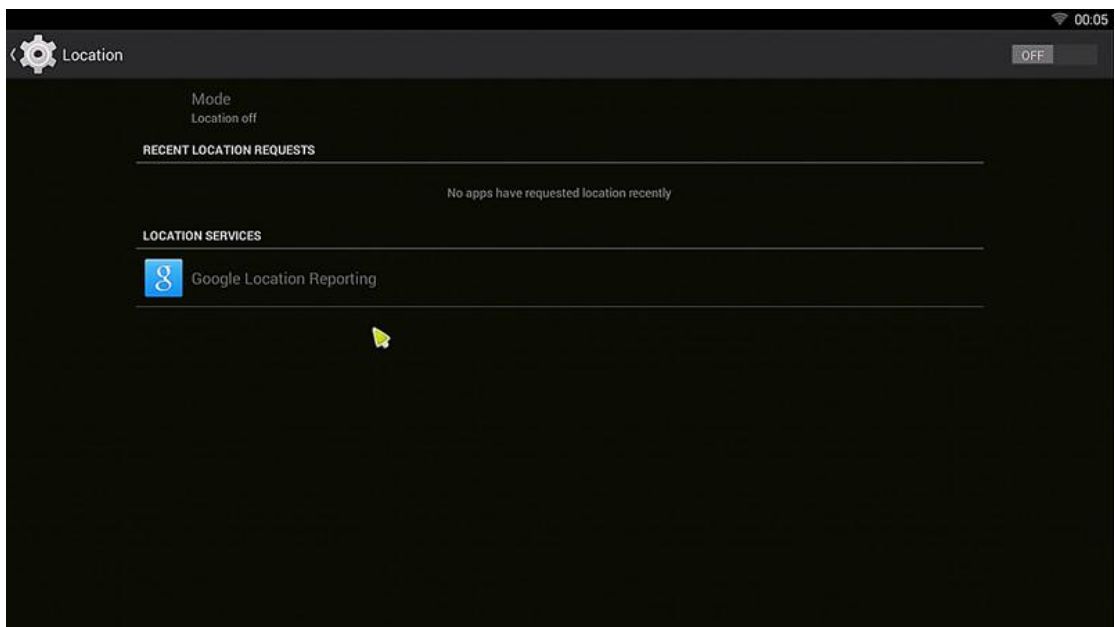 00:05
Location
OFF
Mode
Location off
RECENT LOCATION REQUESTS
No apps have requested location recently
LOCATION SERVICES
g
Google Location Reporting